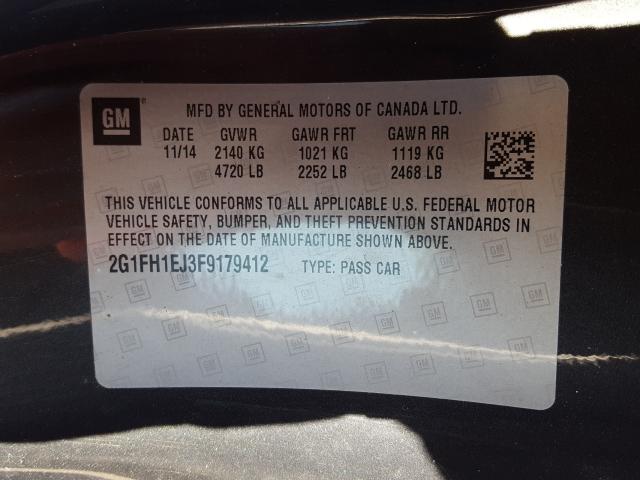 GM
MFD BY GENERAL MOTORS OF CANADA LTD.
DATE GVWR GAWR FRT GAWR RR
11/14 2140 KG 1021 KG 1119 KG
4720 LB 2252 LB 2468 LB
THIS VEHICLE CONFORMS TO ALL APPLICABLE U.S. FEDERAL MOTOR
VEHICLE SAFETY, BUMPER, AND THEFT PREVENTION STANDARDS IN
EFFECT ON THE DATE OF MANUFACTURE SHOWN ABOVE.
2G1FH1EJ3F9179412 TYPE: PASS CAR